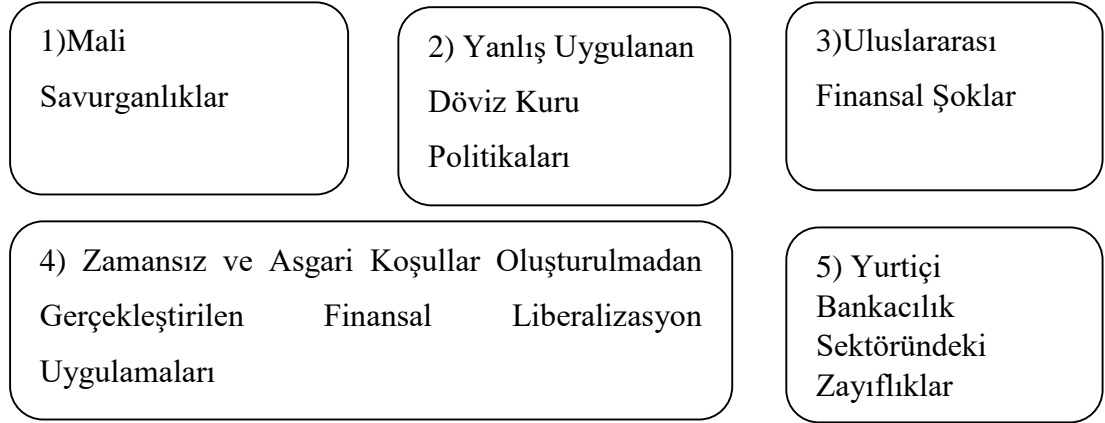 1)Mali
Savurganlıklar
2) Yanlış Uygulanan
Döviz Kuru
Politikaları
3)Uluslararası
Finansal Şoklar
4) Zamansız ve Asgari Koşullar Oluşturulmadan
Gerçekleştirilen Finansal Liberalizasyon
Uygulamaları
5) Yurtiçi
Bankacılık
Sektöründeki
Zayıflıklar